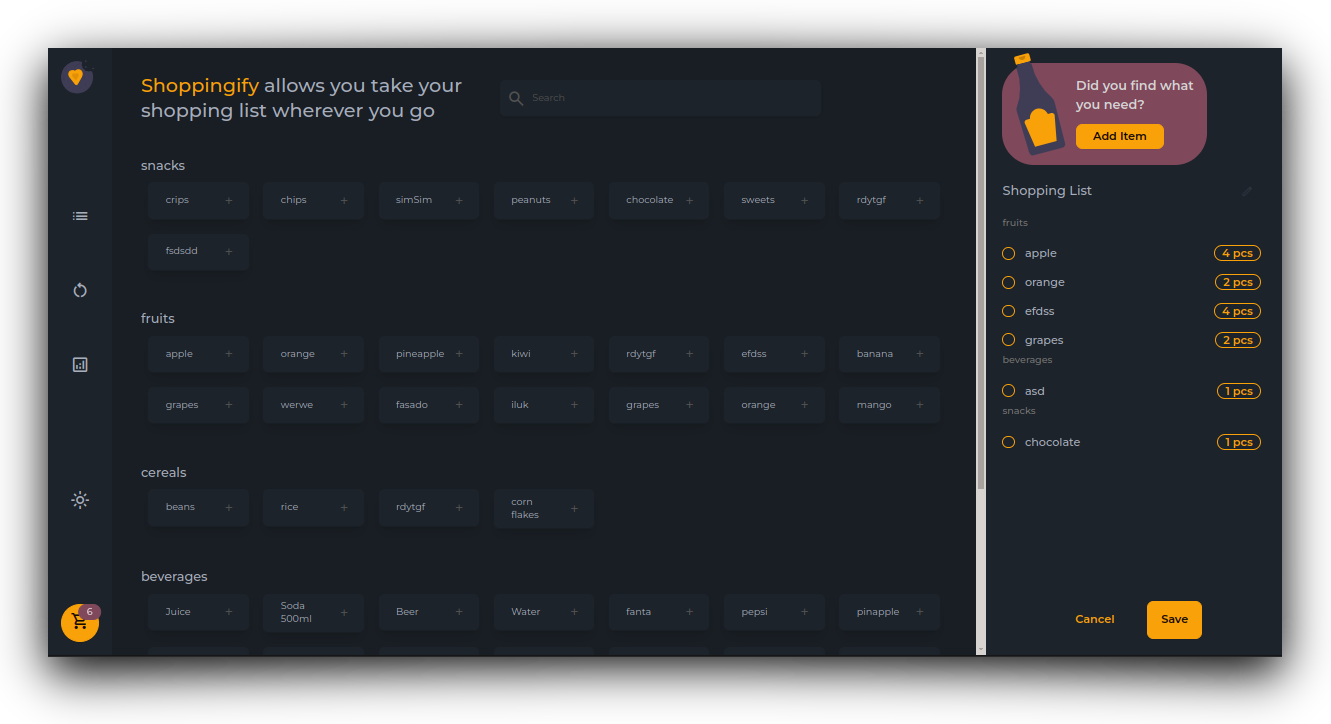 Shoppingify allows you take your
shopping list wherever you go
Search
snacks
crips +
chips +
simSim +
peanuts +
chocolate +
sweets +
rdytgf +
fsdsdd +
fruits
apple +
orange +
pineapple +
kiwi +
rdytgf +
efdss +
banana +
grapes +
werwe +
fasado +
iluk +
grapes +
orange +
mango +
cereals
beans +
rice +
rdytgf +
corn
flakes +
beverages
Juice +
Soda
500ml +
Beer +
Water +
fanta +
pepsi +
pinapple +
6
Did you find what
you need?
Add Item
Shopping List
fruits
apple 4 pcs
orange 2 pcs
efdss 4 pcs
grapes 2 pcs
beverages
asd 1 pcs
snacks
chocolate 1 pcs
Cancel
Save